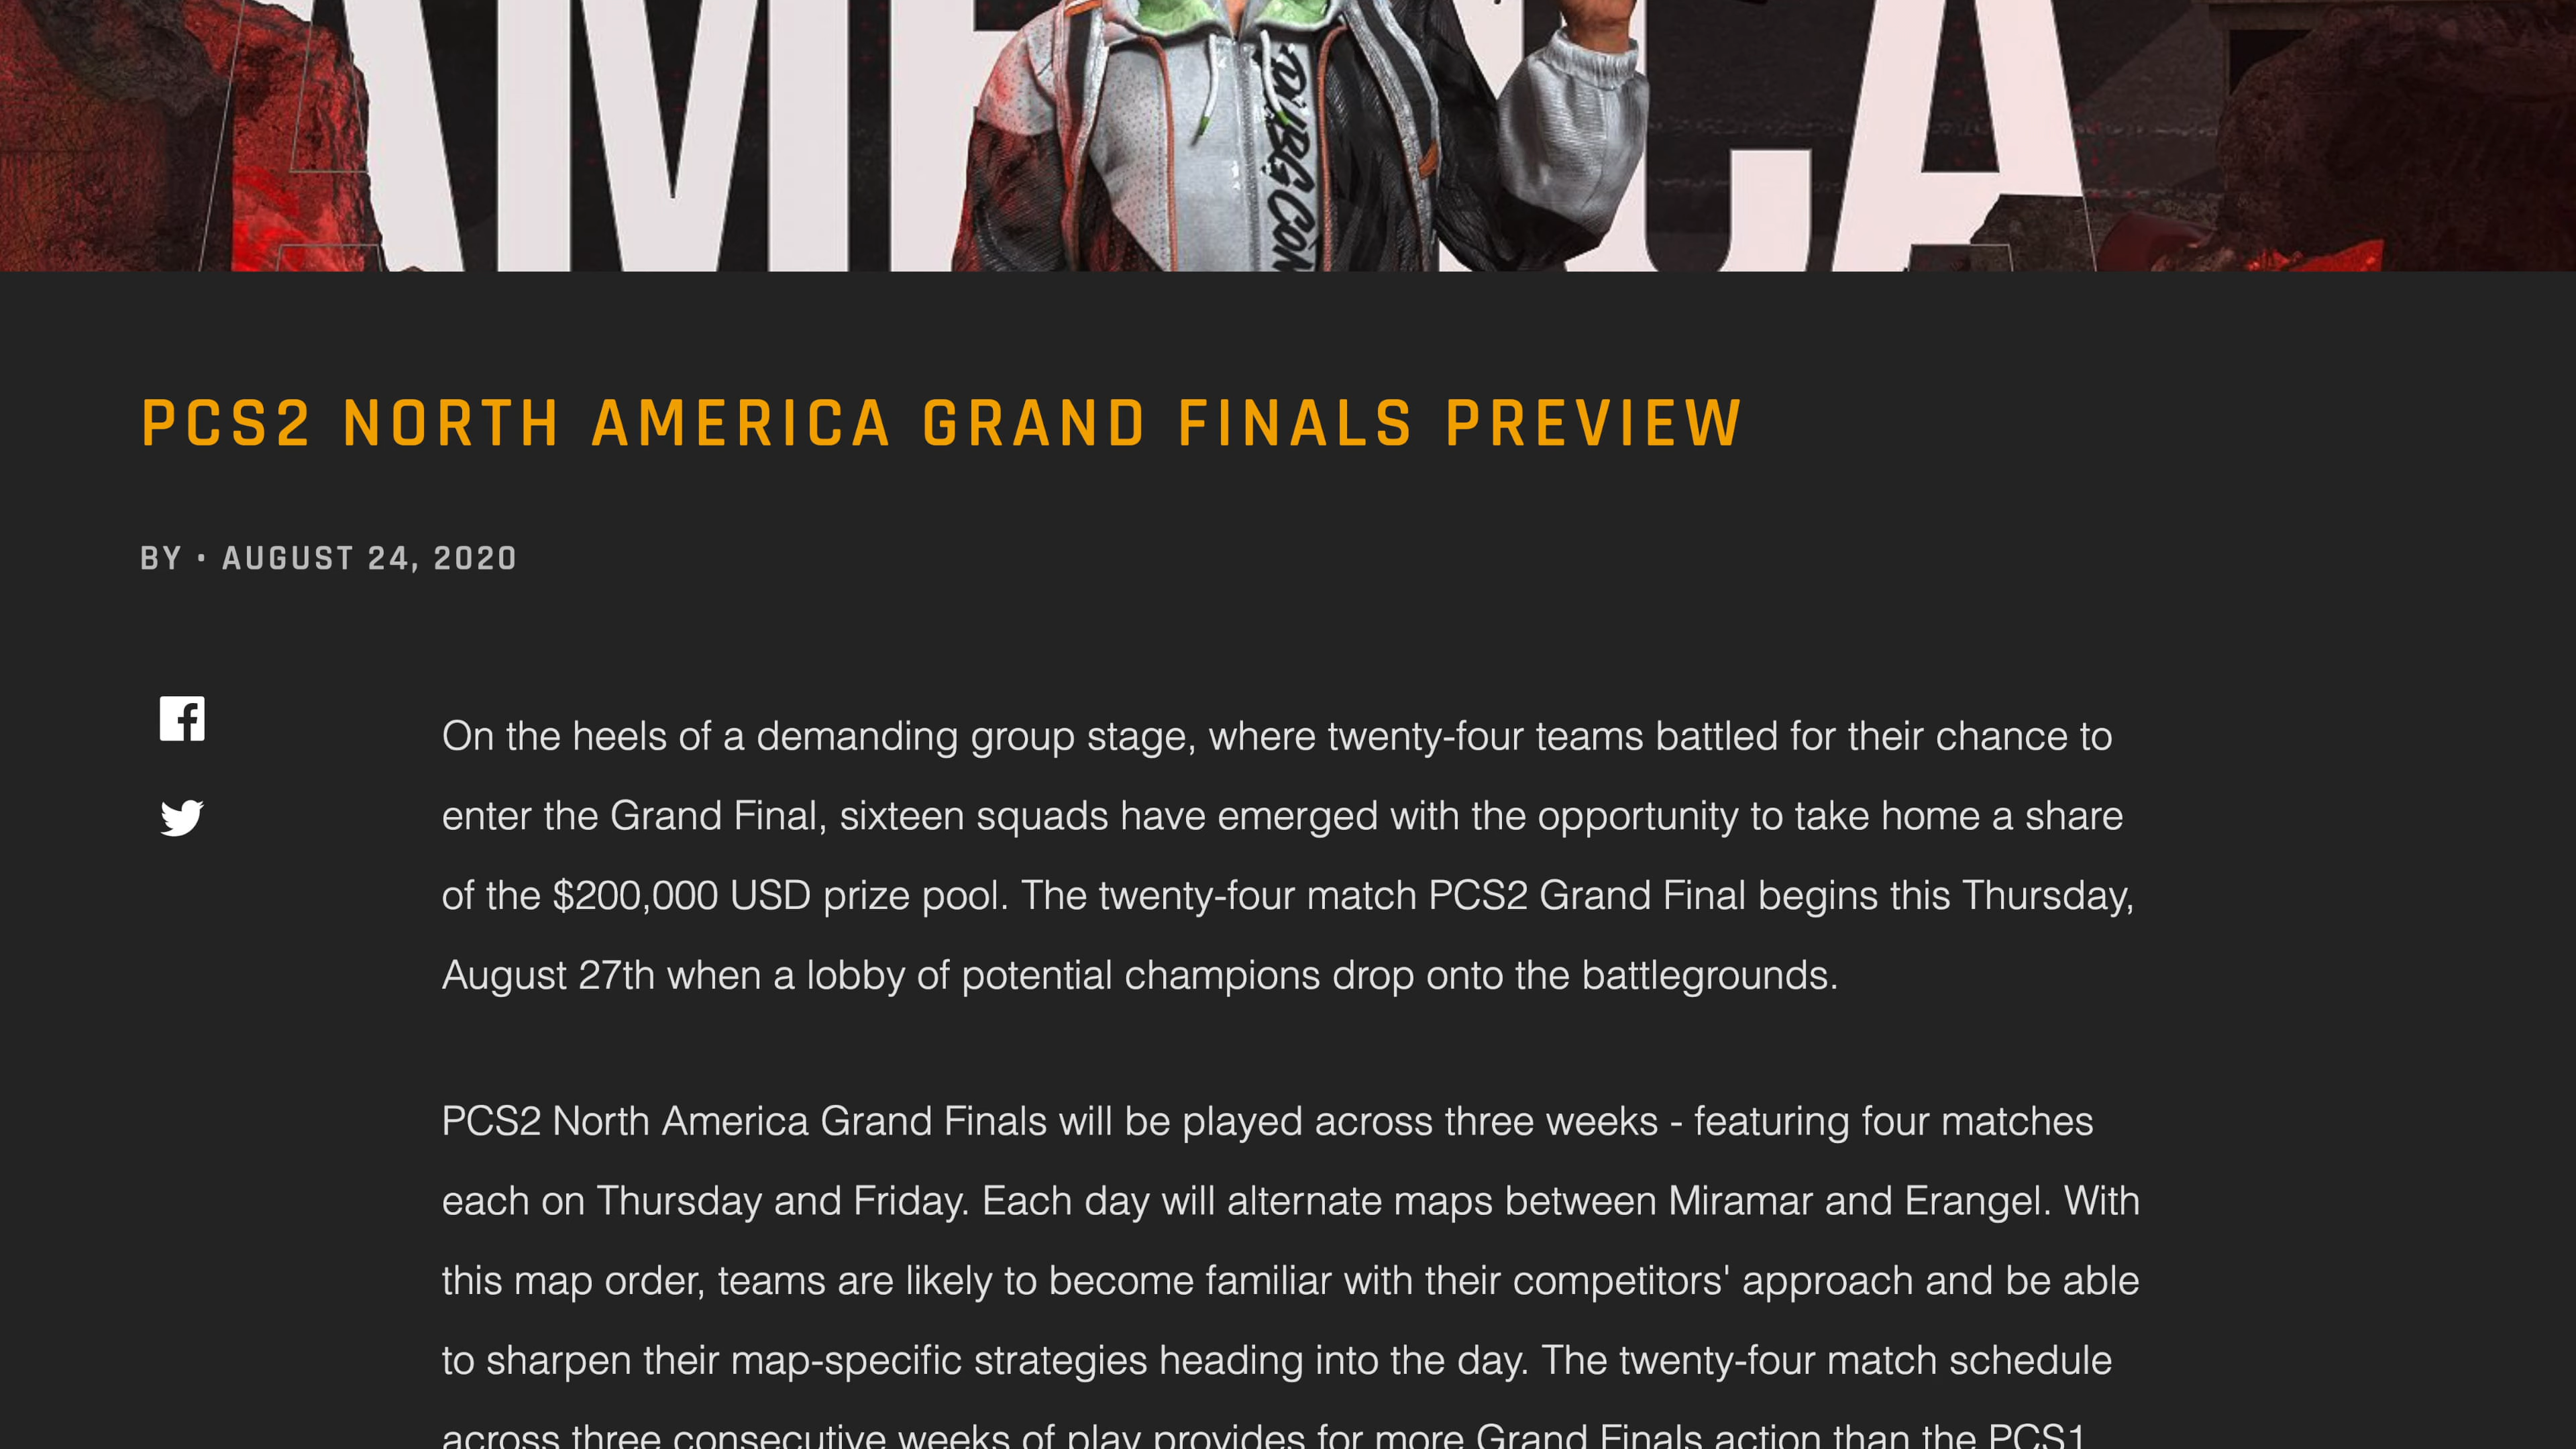 AMERICA
PCS2 NORTH AMERICA GRAND FINALS PREVIEW
BY • AUGUST 24, 2020
On the heels of a demanding group stage, where twenty-four teams battled for their chance to
enter the Grand Final, sixteen squads have emerged with the opportunity to take home a share
of the $200,000 USD prize pool. The twenty-four match PCS2 Grand Final begins this Thursday,
August 27th when a lobby of potential champions drop onto the battlegrounds.
PCS2 North America Grand Finals will be played across three weeks - featuring four matches
each on Thursday and Friday. Each day will alternate maps between Miramar and Erangel. With
this map order, teams are likely to become familiar with their competitors' approach and be able
to sharpen their map-specific strategies heading into the day. The twenty-four match schedule
across three consecutive weeks of play provides for more Grand Finals action than the PCS1